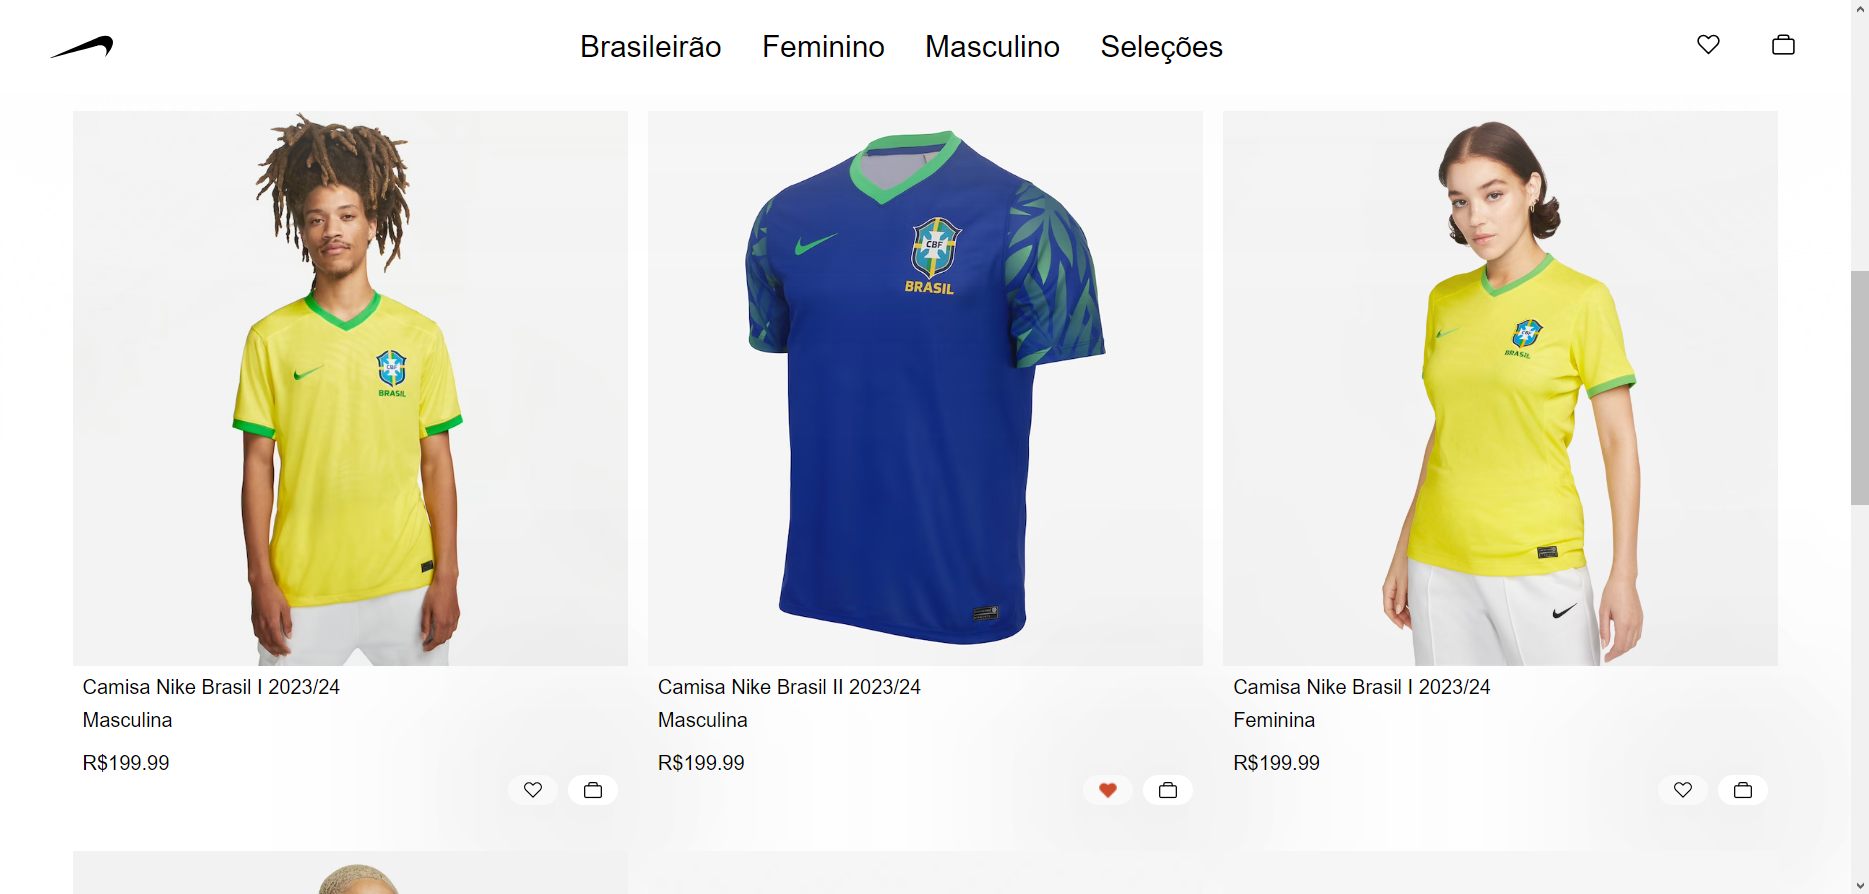 Brasileirão Feminino Masculino Seleções
CBF
BRASIL
CBF
BRASIL
CBF
BRASIL
Camisa Nike Brasil I 2023/24
Masculina
R$199.99
Camisa Nike Brasil II 2023/24
Masculina
R$199.99
Camisa Nike Brasil I 2023/24
Feminina
R$199.99